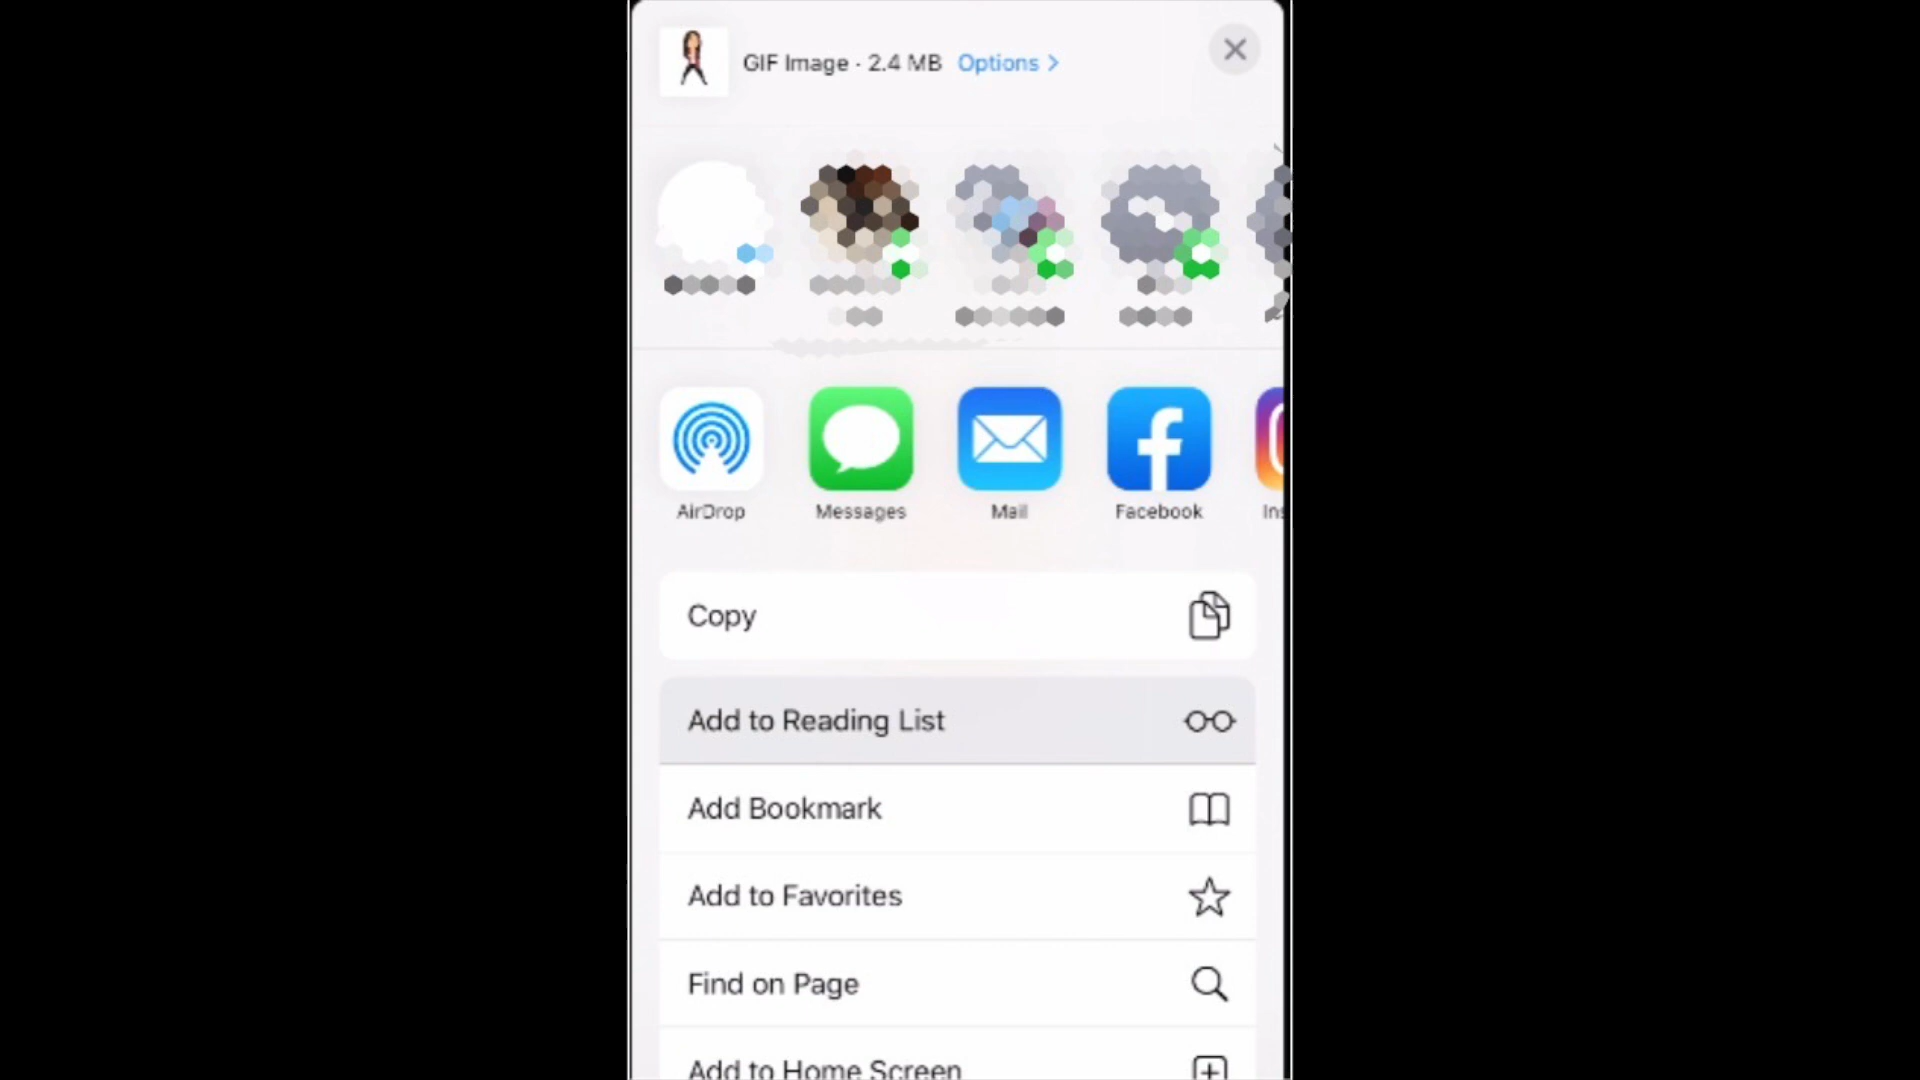 GIF Image · 2.4 MB Options >
AirDrop
Messages
Mail
Facebook
Ins
Copy
Add to Reading List
Add Bookmark
Add to Favorites
Find on Page
Add to Home Screen